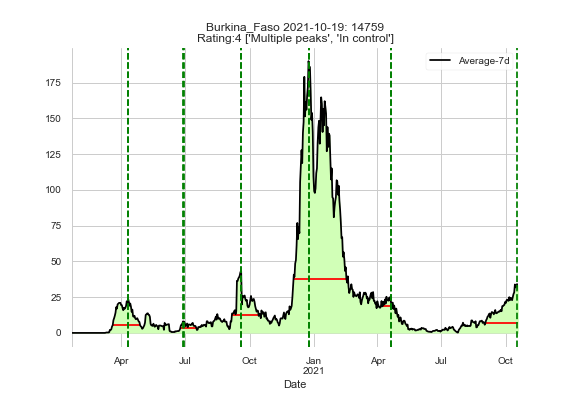 Burkina_Faso 2021-10-19: 14759
Rating:4 ['Multiple peaks', 'In control']
Average-7d
175
150
125
100
75
50
25
0
Apr Jul Oct Jan Apr Jul Oct
2021
Date